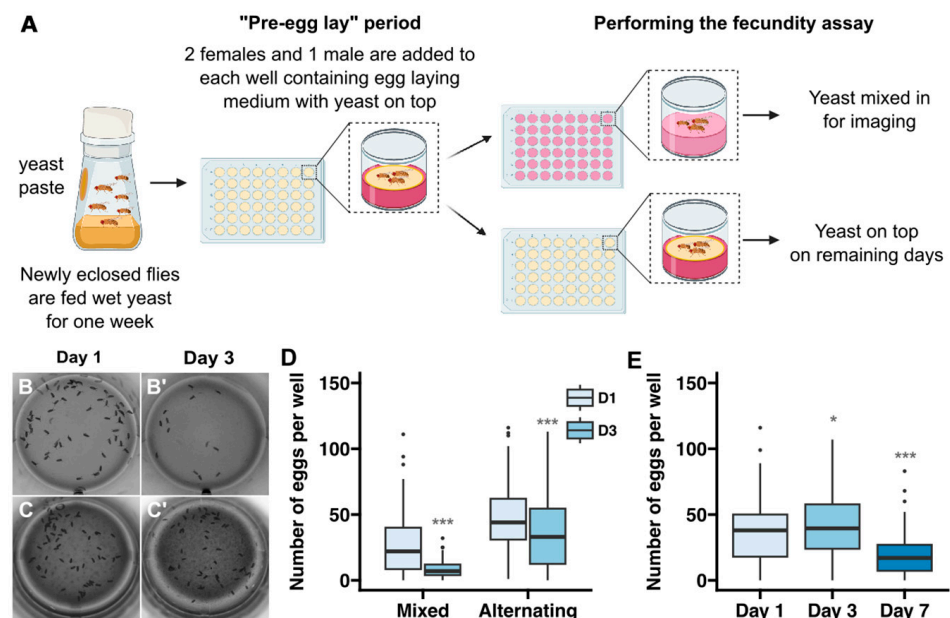 A
"Pre-egg lay" period
2 females and 1 male are added to
each well containing egg laying
medium with yeast on top
Performing the fecundity assay
yeast
paste
Newly eclosed flies
are fed wet yeast
for one week
Yeast mixed in
for imaging
Yeast on top
on remaining days
Day 1
Day 3
B
B'
C
C'
D
Number of eggs per well
150
100
50
0
***
***
D1
D3
Mixed
Alternating
E
Number of eggs per well
150
100
50
0
*
***
Day 1
Day 3
Day 7